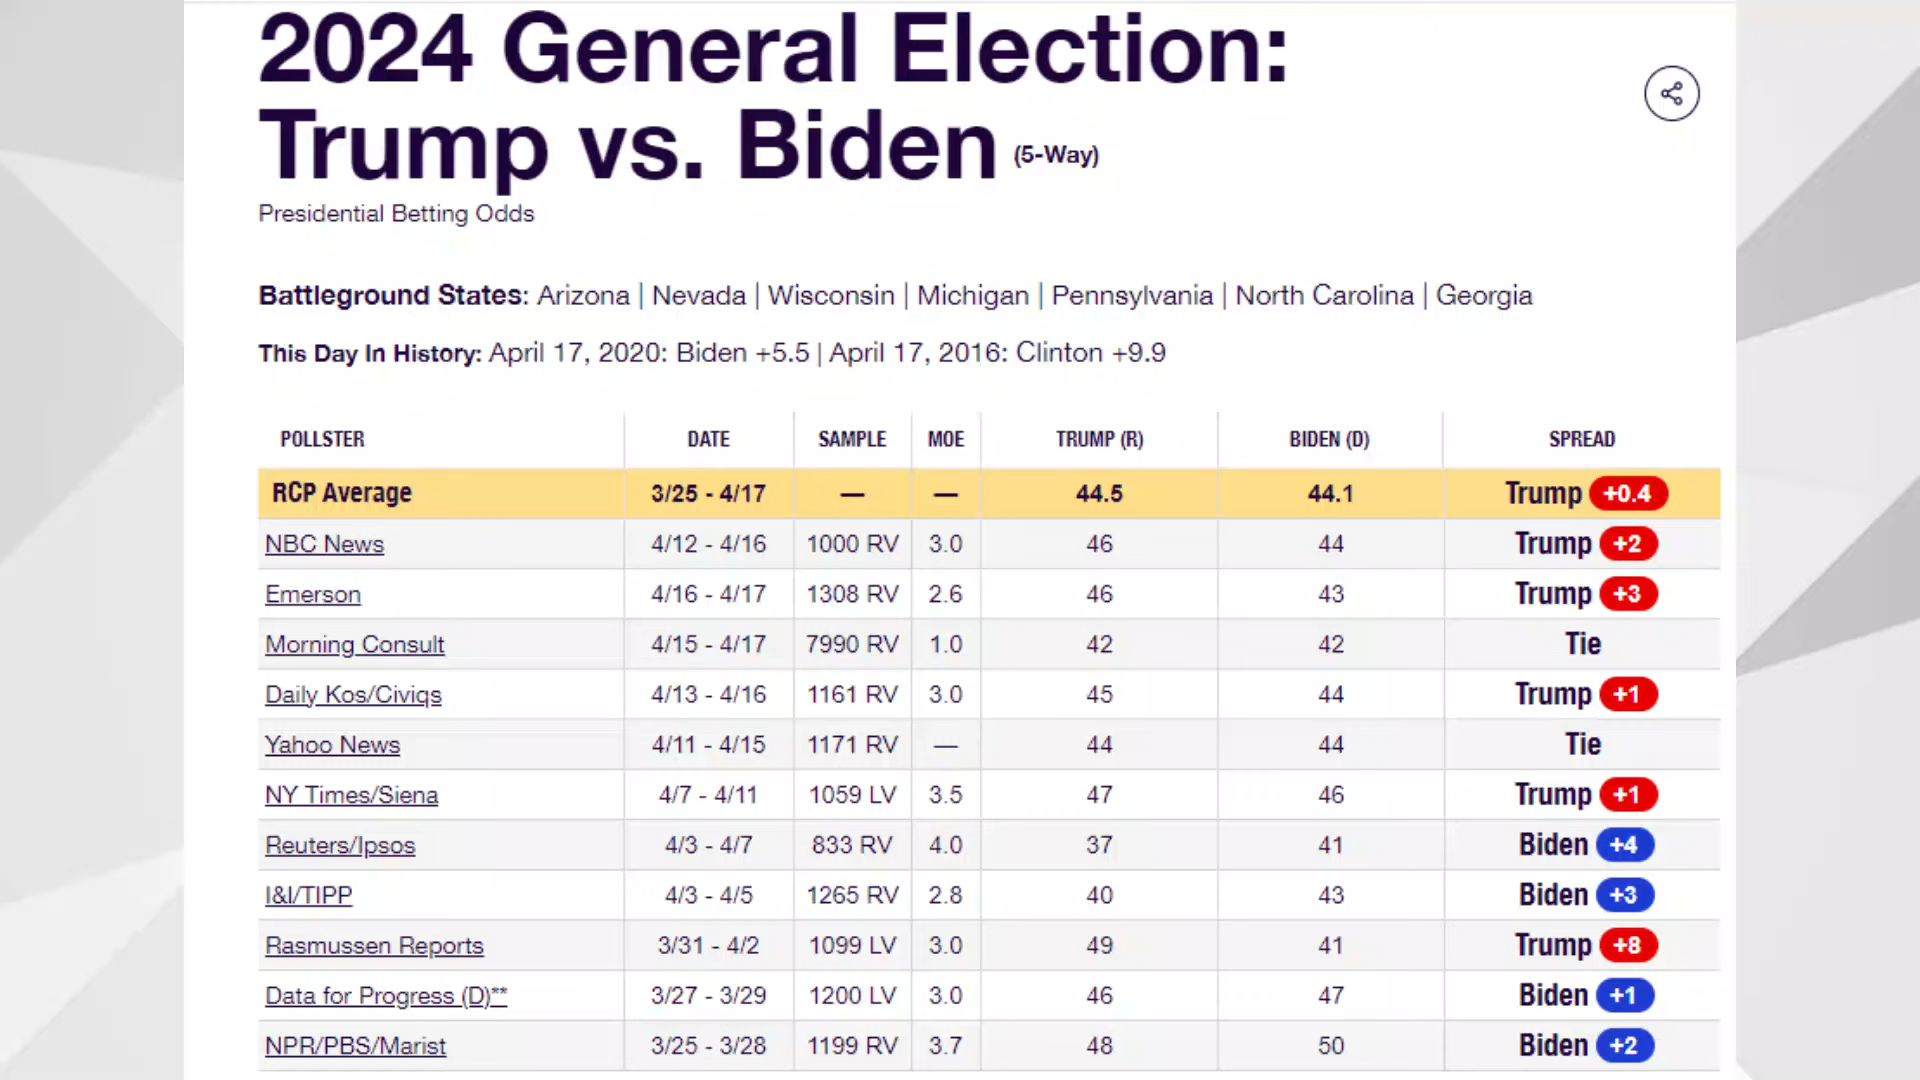 2024 General Election:
Trump vs. Biden (5-Way)
Presidential Betting Odds
Battleground States: Arizona | Nevada | Wisconsin | Michigan | Pennsylvania | North Carolina | Georgia
This Day In History: April 17, 2020: Biden +5.5 | April 17, 2016: Clinton +9.9
POLLSTER DATE SAMPLE MOE TRUMP (R) BIDEN (D) SPREAD
RCP Average 3/25 - 4/17 — — 44.5 44.1 Trump +0.4
NBC News 4/12 - 4/16 1000 RV 3.0 46 44 Trump +2
Emerson 4/16 - 4/17 1308 RV 2.6 46 43 Trump +3
Morning Consult 4/15 - 4/17 7990 RV 1.0 42 42 Tie
Daily Kos/Civiqs 4/13 - 4/16 1161 RV 3.0 45 44 Trump +1
Yahoo News 4/11 - 4/15 1171 RV — 44 44 Tie
NY Times/Siena 4/7 - 4/11 1059 LV 3.5 47 46 Trump +1
Reuters/Ipsos 4/3 - 4/7 833 RV 4.0 37 41 Biden +4
I&I/TIPP 4/3 - 4/5 1265 RV 2.8 40 43 Biden +3
Rasmussen Reports 3/31 - 4/2 1099 LV 3.0 49 41 Trump +8
Data for Progress (D)** 3/27 - 3/29 1200 LV 3.0 46 47 Biden +1
NPR/PBS/Marist 3/25 - 3/28 1199 RV 3.7 48 50 Biden +2